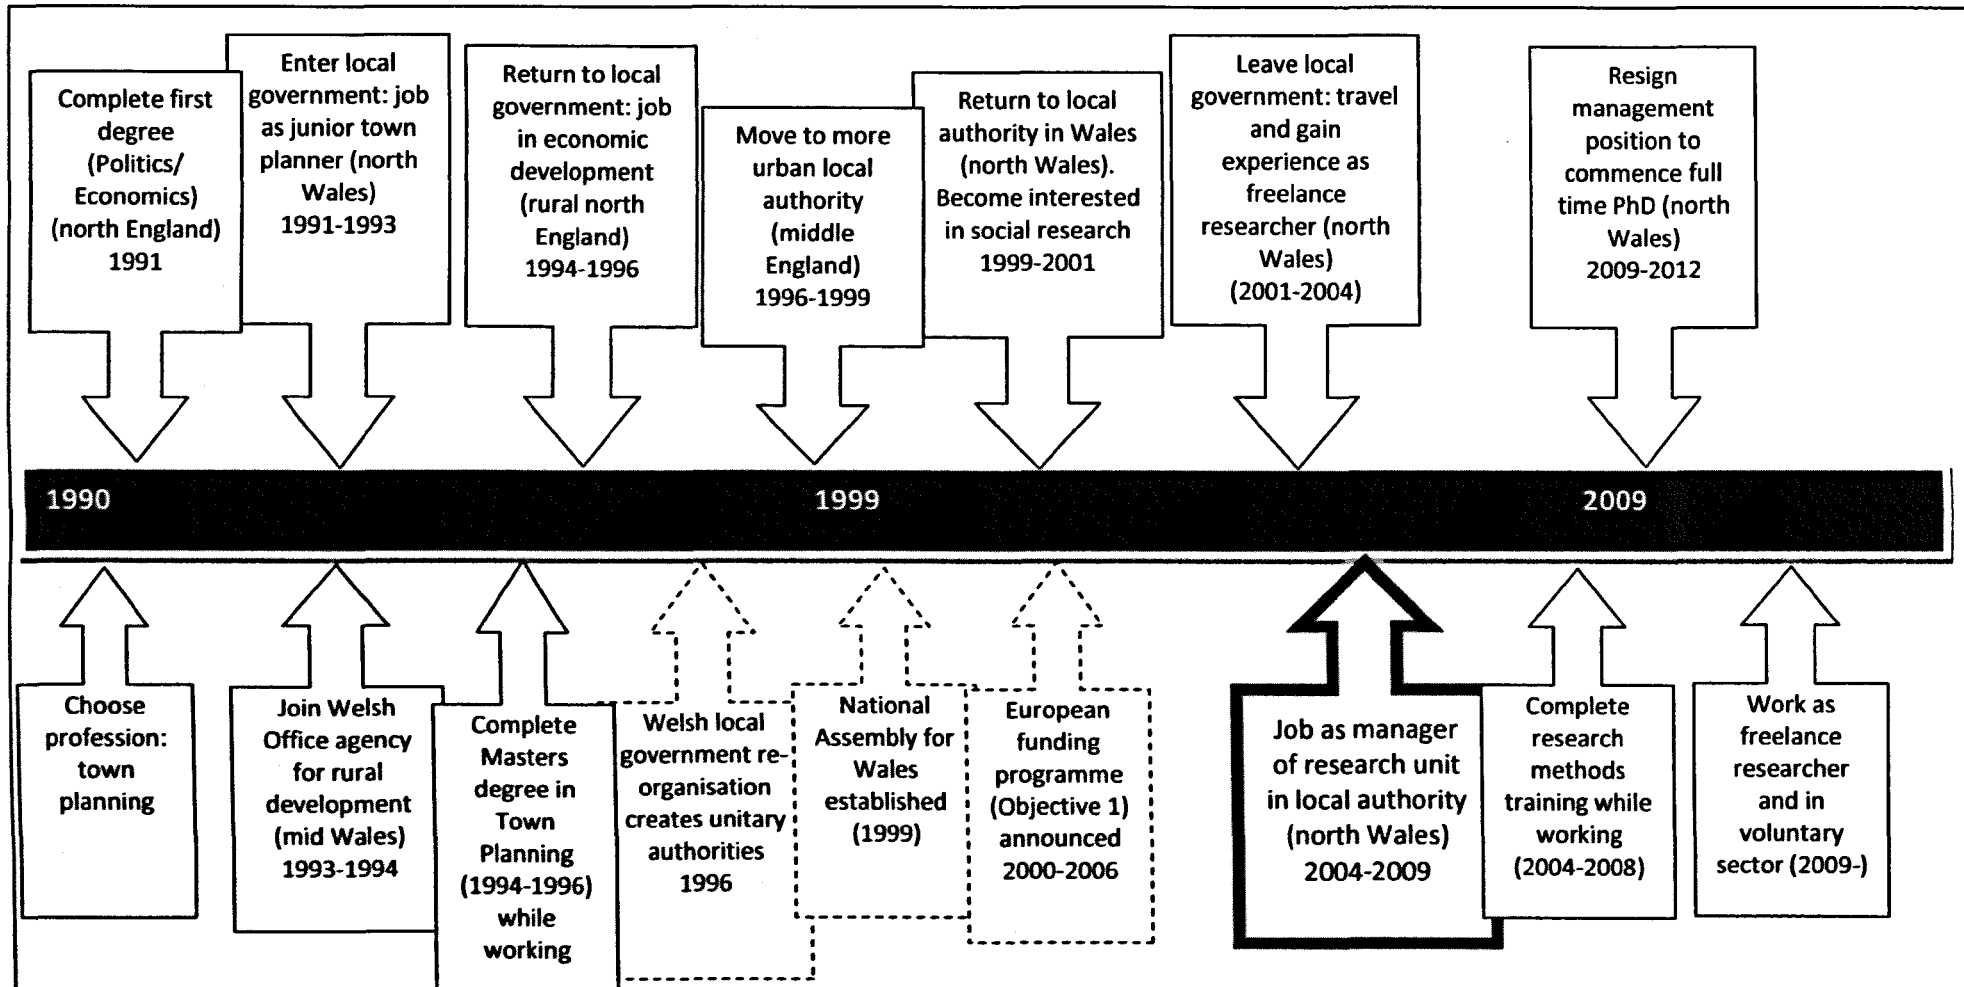 Complete first
degree
(Politics/
Economics)
(north England)
1991
Enter local
government: job
as junior town
planner (north
Wales)
1991-1993
Return to local
government: job
in economic
development
(rural north
England)
1994-1996
Move to more
urban local
authority
(middle
England)
1996-1999
Return to local
authority in Wales
(north Wales).
Become interested
in social research
1999-2001
Leave local
government: travel
and gain
experience as
freelance
researcher (north
Wales)
(2001-2004)
Resign
management
position to
commence full
time PhD (north
Wales)
2009-2012
1990
1999
2009
Choose
profession:
town
planning
Join Welsh
Office agency
for rural
development
(mid Wales)
1993-1994
Complete
Masters
degree in
Town
Planning
(1994-1996)
while
working
Welsh local
government re-
organisation
creates unitary
authorities
1996
National
Assembly for
Wales
established
(1999)
European
funding
programme
(Objective 1)
announced
2000-2006
Job as manager
of research unit
in local authority
(north Wales)
2004-2009
Complete
research
methods
training while
working
(2004-2008)
Work as
freelance
researcher
and in
voluntary
sector (2009-)